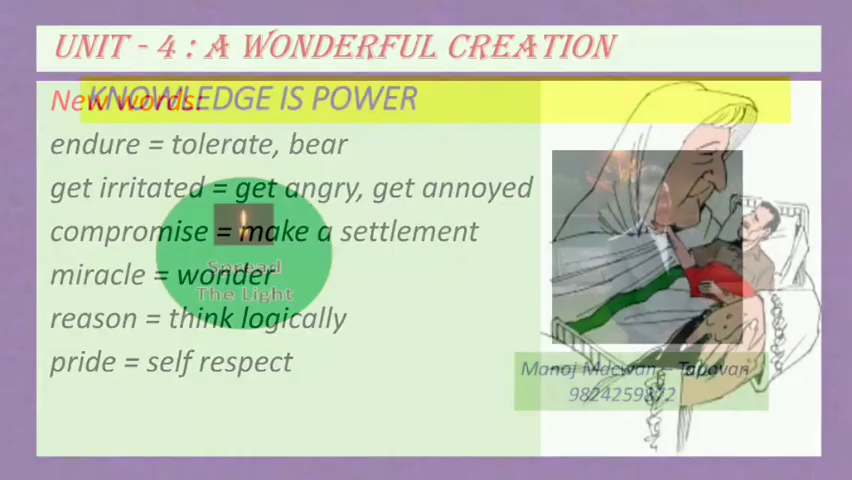 UNIT - 4 : A WONDERFUL CREATION
KNOWLEDGE IS POWER
New words:
endure = tolerate, bear
get irritated = get angry, get annoyed
compromise = make a settlement
miracle = wonder
Spread
The Light
reason = think logically
pride = self respect
Manoj Macwan – Tapovan
9824259872